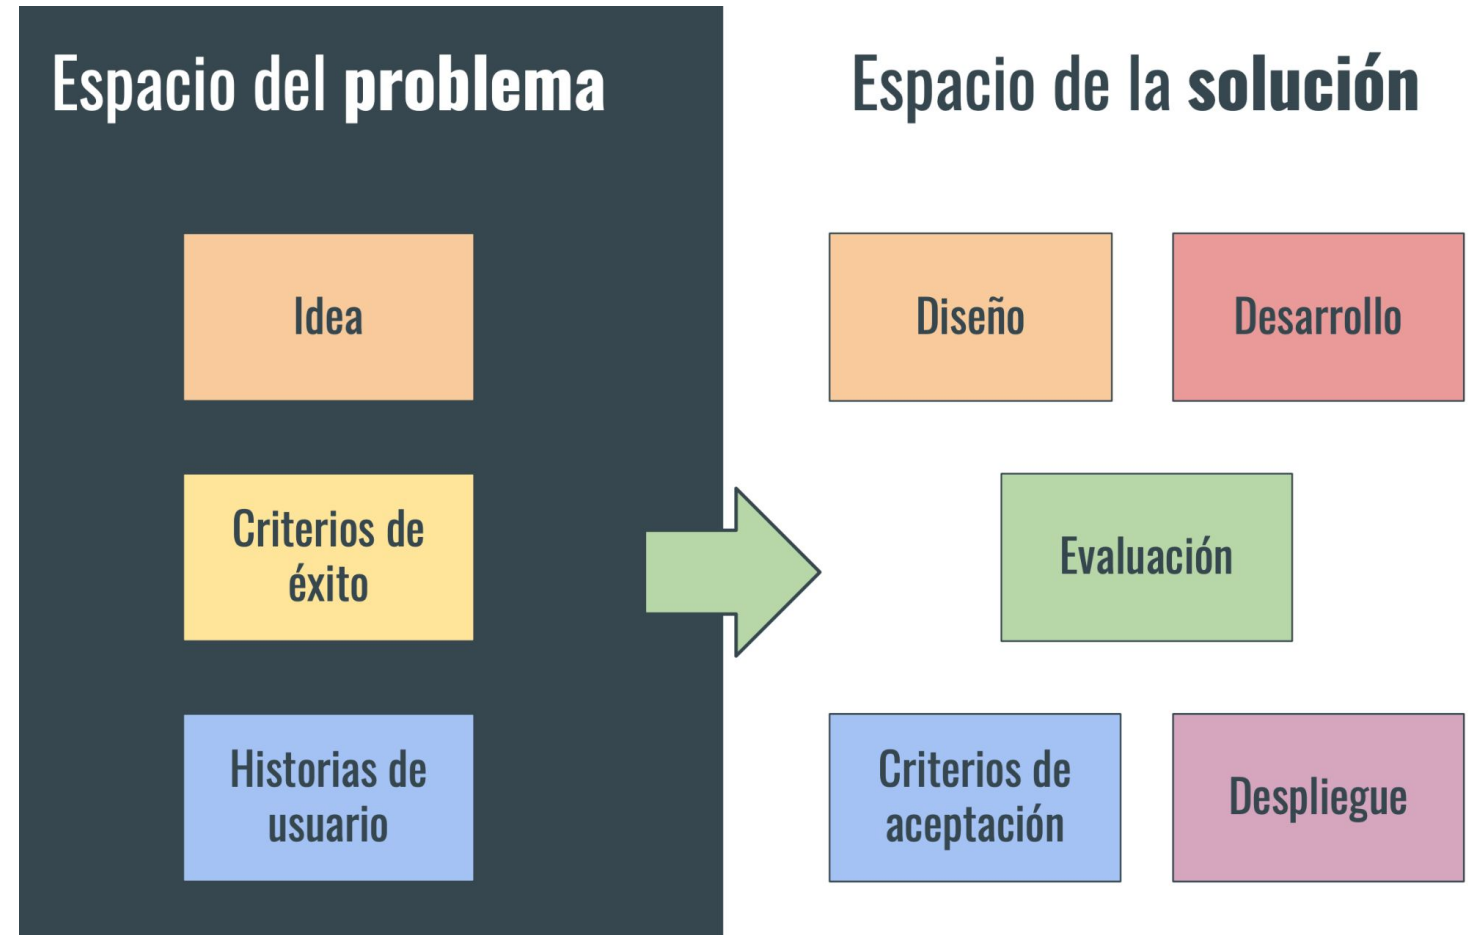 Espacio del problema
Idea
Criterios de
éxito
Historias de
usuario
Espacio de la solución
Diseño
Desarrollo
Evaluación
Criterios de
aceptación
Despliegue